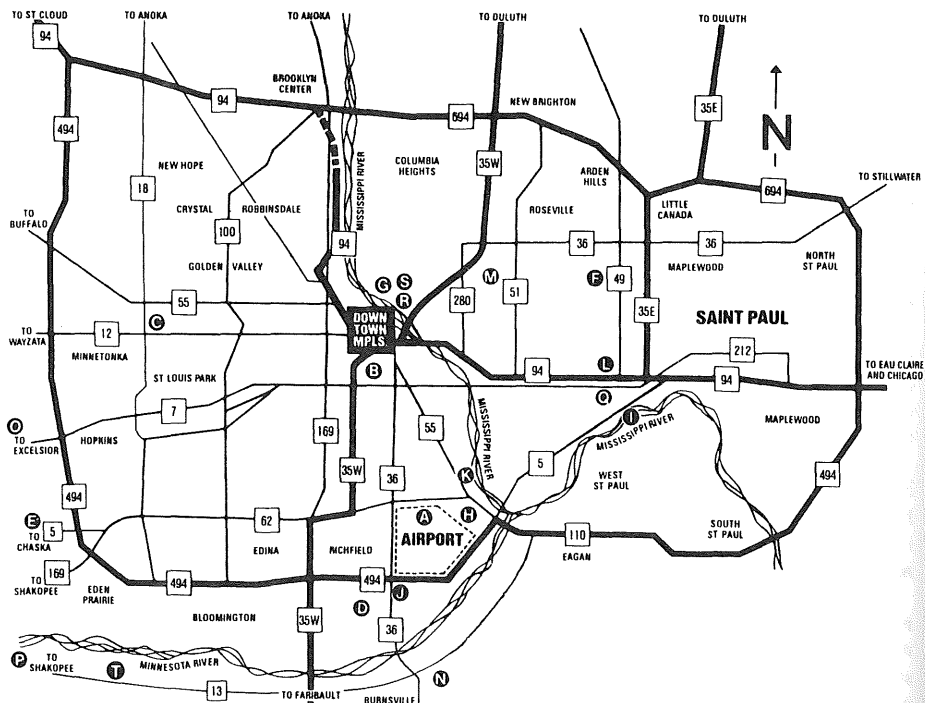 TO ST CLOUD
TO ANOKA
TO ANOKA
TO DULUTH
TO DULUTH
94
BROOKLYN
CENTER
N
94
NEW BRIGHTON
694
35E
494
MISSISSIPPI RIVER
35W
NEW HOPE
COLUMBIA
HEIGHTS
ARDEN
HILLS
TO STILLWATER
18
694
CRYSTAL
ROBBINSDALE
ROSEVILLE
LITTLE
CANADA
TO
BUFFALO
100
94
36
36
NORTH
ST PAUL
GOLDEN VALLEY
MAPLEWOOD
G
S
M
F
49
55
R
280
51
35E
SAINT PAUL
C
DOWN
TOWN
MPLS
TO
WAYZATA
12
212
MINNETONKA
B
94
L
94
TO EAU CLAIRE
AND CHICAGO
ST LOUIS PARK
Q
7
MISSISSIPPI RIVER
I
MISSISSIPPI RIVER
MAPLEWOOD
O
TO
EXCELSIOR
HOPKINS
169
55
5
35W
36
K
WEST
ST PAUL
494
494
E
5
TO
CHASKA
62
A
H
SOUTH
ST PAUL
EDINA
RICHFIELD
AIRPORT
110
EAGAN
169
TO
SHAKOPEE
EDEN
PRAIRIE
494
494
J
BLOOMINGTON
35W
D
36
P
TO
SHAKOPEE
T
MINNESOTA RIVER
N
13
TO FARIBAULT
BURNSVILLE